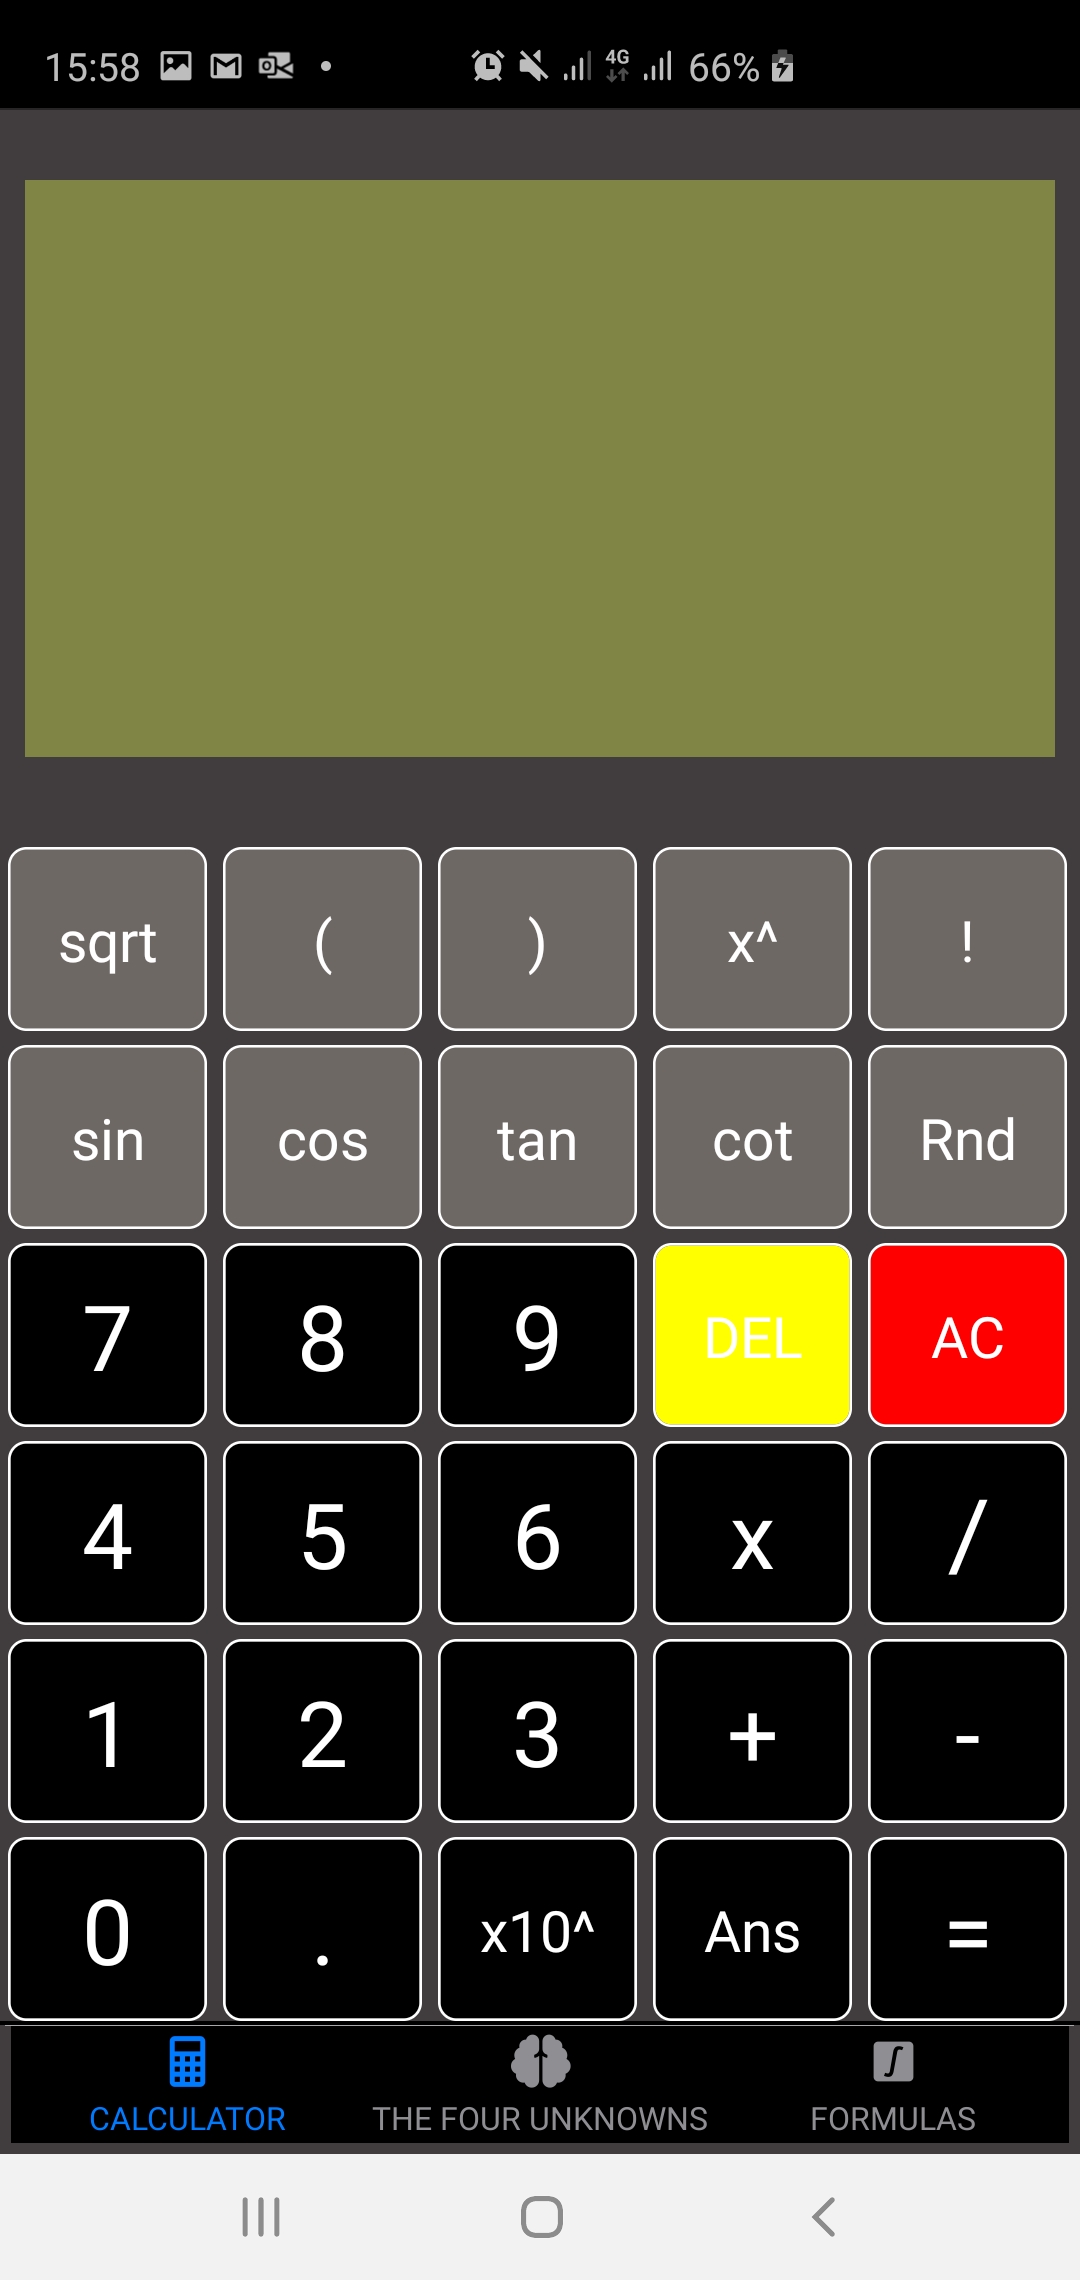 15:58 4G 66%
sqrt ( ) x^ !
sin cos tan cot Rnd
7 8 9 DEL AC
4 5 6 x /
1 2 3 + -
0 . x10^ Ans =
CALCULATOR THE FOUR UNKNOWNS FORMULAS